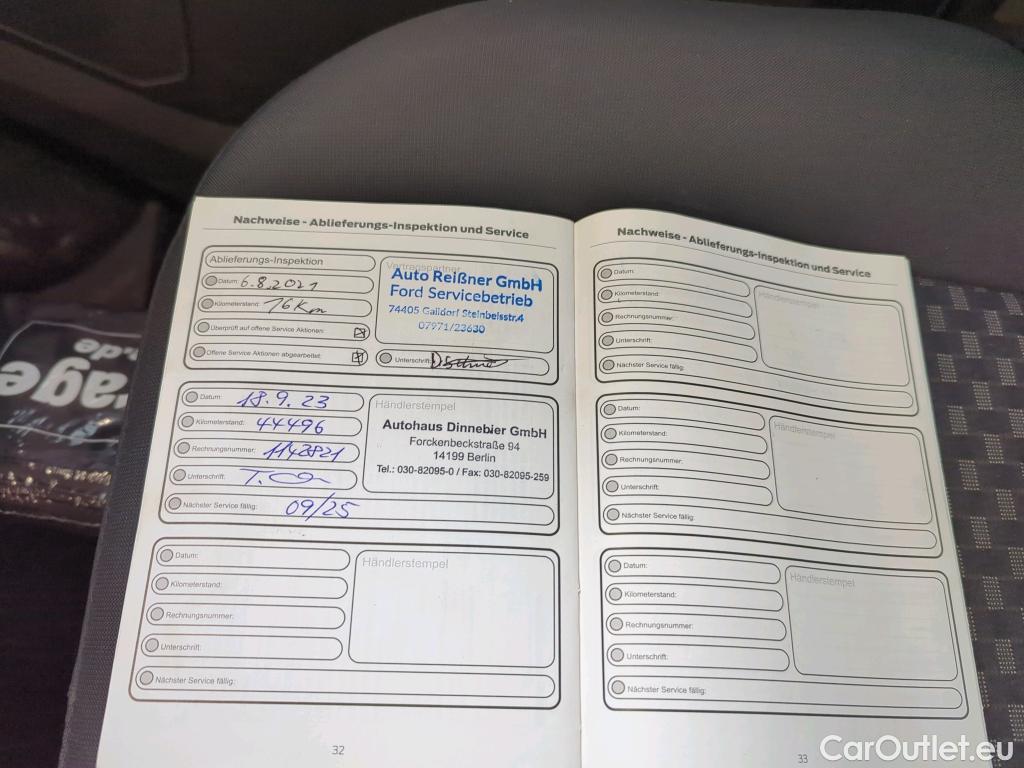 Nachweise - Ablieferungs-Inspektion und Service
Ablieferungs-Inspektion
Datum: 6.8.2021
Kilometerstand: 16 Km
Überprüft auf offene Service Aktionen:
Offene Service Aktionen abgearbeitet:
Vertragspartner
Auto Reißner GmbH
Ford Servicebetrieb
74405 Gaildorf Steinbeisstr.4
07971/23630
Unterschrift:
Datum: 18.9.23
Kilometerstand: 44496
Rechnungsnummer: 1148821
Unterschrift:
Nächster Service fällig: 09/25
Händlerstempel
Autohaus Dinnebier GmbH
Forckenbeckstraße 94
14199 Berlin
Tel.: 030-82095-0 / Fax: 030-82095-259
Datum:
Kilometerstand:
Rechnungsnummer:
Unterschrift:
Nächster Service fällig:
Händlerstempel
32
Nachweise - Ablieferungs-Inspektion und Service
Datum:
Kilometerstand:
Rechnungsnummer:
Unterschrift:
Nächster Service fällig:
Händlerstempel
Datum:
Kilometerstand:
Rechnungsnummer:
Unterschrift:
Nächster Service fällig:
Händlerstempel
Datum:
Kilometerstand:
Rechnungsnummer:
Unterschrift:
Nächster Service fällig:
Händlerstempel
33
age
.de
CarOutlet.eu